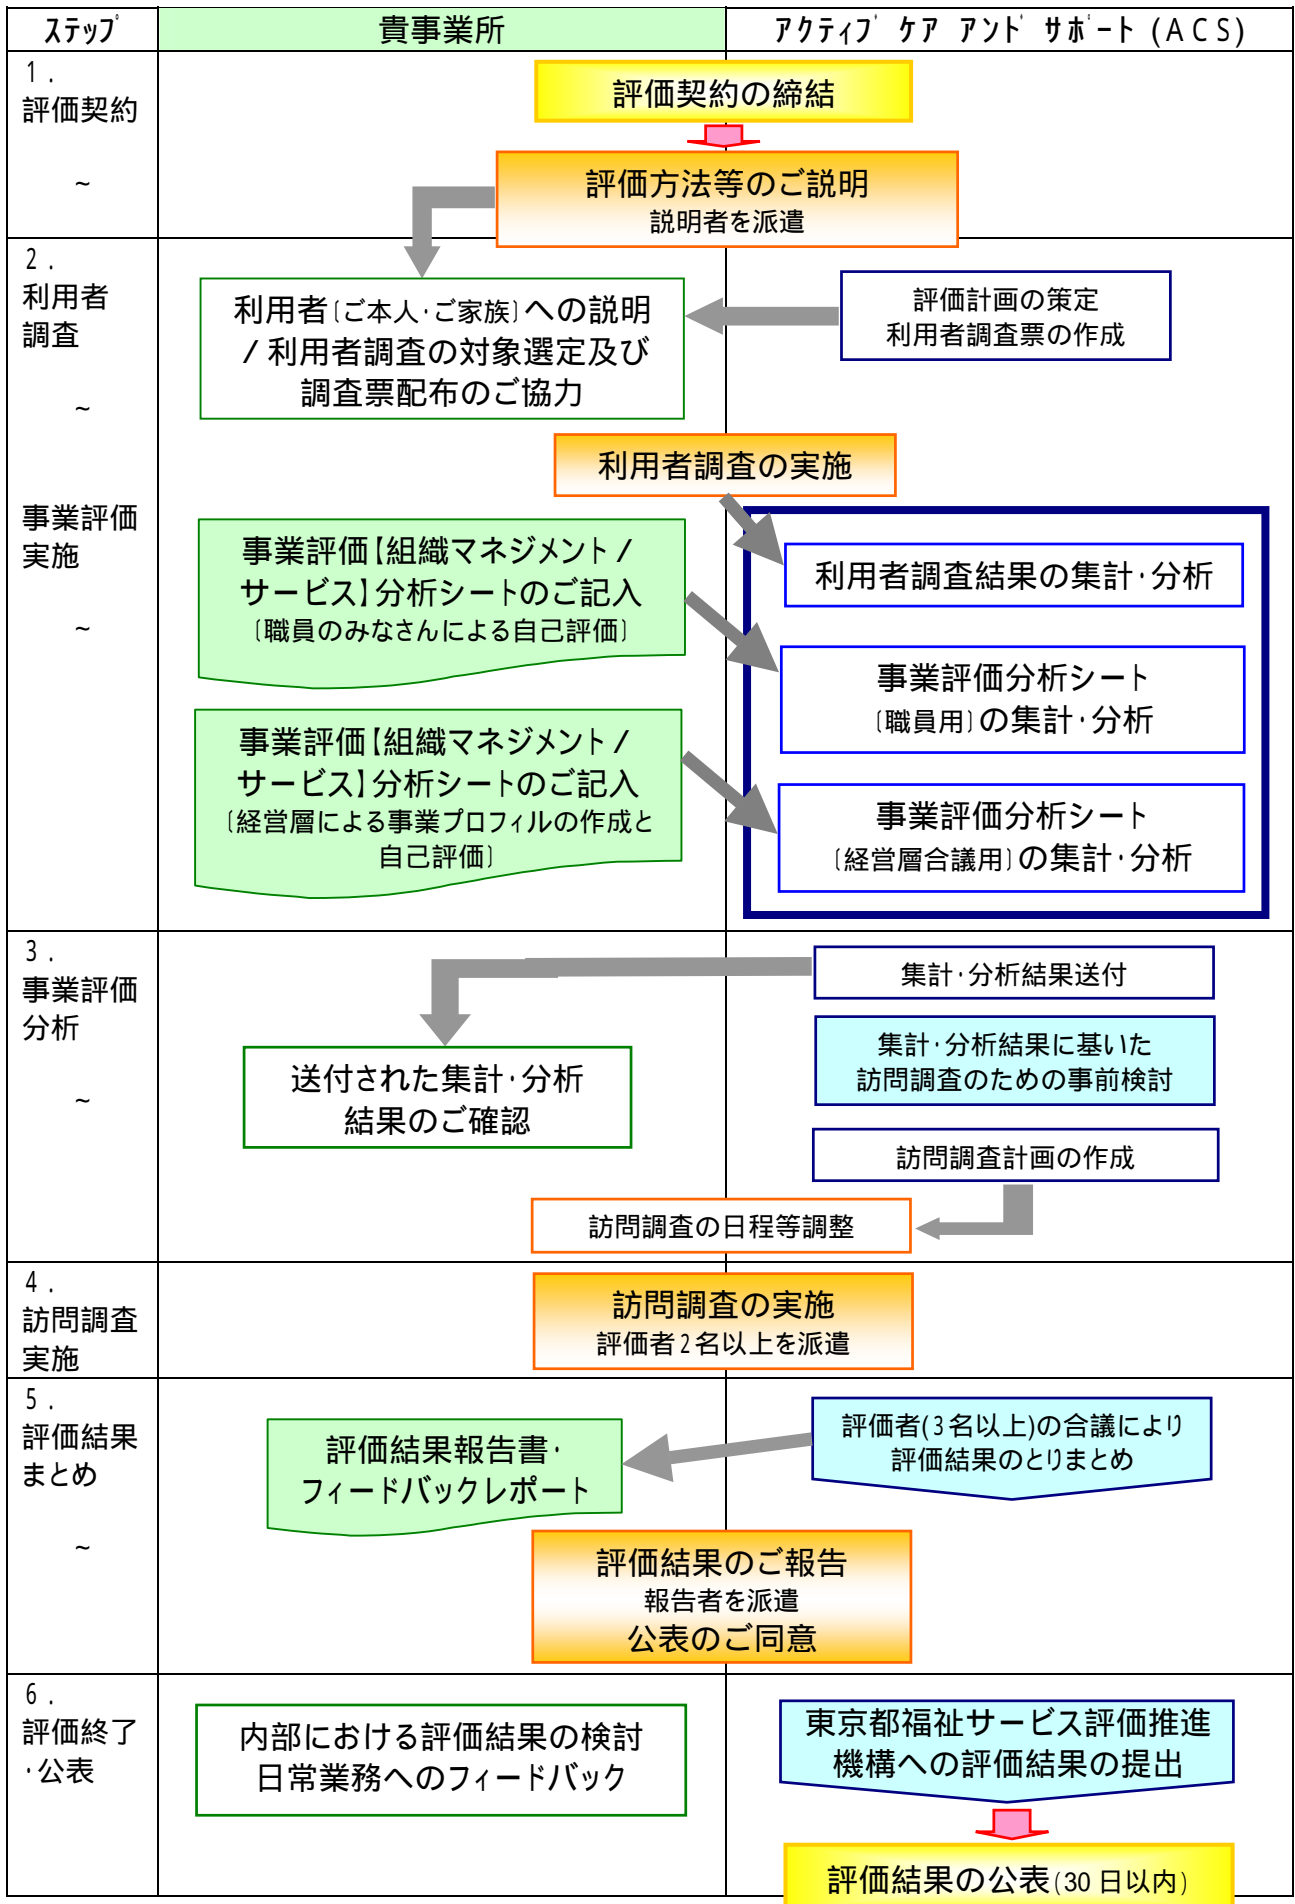 ｽﾃｯﾌﾟ
貴事業所
ｱｸﾃｨﾌﾞ ｹｱ ｱﾝﾄﾞ ｻﾎﾟｰﾄ (ACS)
1．
評価契約
~
評価契約の締結
評価方法等のご説明
説明者を派遣
2．
利用者
調査
~
利用者〔ご本人・ご家族〕への説明
/ 利用者調査の対象選定及び
調査票配布のご協力
評価計画の策定
利用者調査票の作成
利用者調査の実施
事業評価
実施
~
事業評価【組織マネジメント /
サービス】分析シートのご記入
〔職員のみなさんによる自己評価〕
利用者調査結果の集計・分析
事業評価分析シート
〔職員用〕の集計・分析
事業評価【組織マネジメント /
サービス】分析シートのご記入
〔経営層による事業プロフィルの作成と
自己評価〕
事業評価分析シート
〔経営層合議用〕の集計・分析
3．
事業評価
分析
~
集計・分析結果送付
集計・分析結果に基いた
訪問調査のための事前検討
送付された集計・分析
結果のご確認
訪問調査計画の作成
訪問調査の日程等調整
4．
訪問調査
実施
訪問調査の実施
評価者2名以上を派遣
5．
評価結果
まとめ
~
評価結果報告書・
フィードバックレポート
評価者(3名以上)の合議により
評価結果のとりまとめ
評価結果のご報告
報告者を派遣
公表のご同意
6．
評価終了
・公表
内部における評価結果の検討
日常業務へのフィードバック
東京都福祉サービス評価推進
機構への評価結果の提出
評価結果の公表(30日以内)